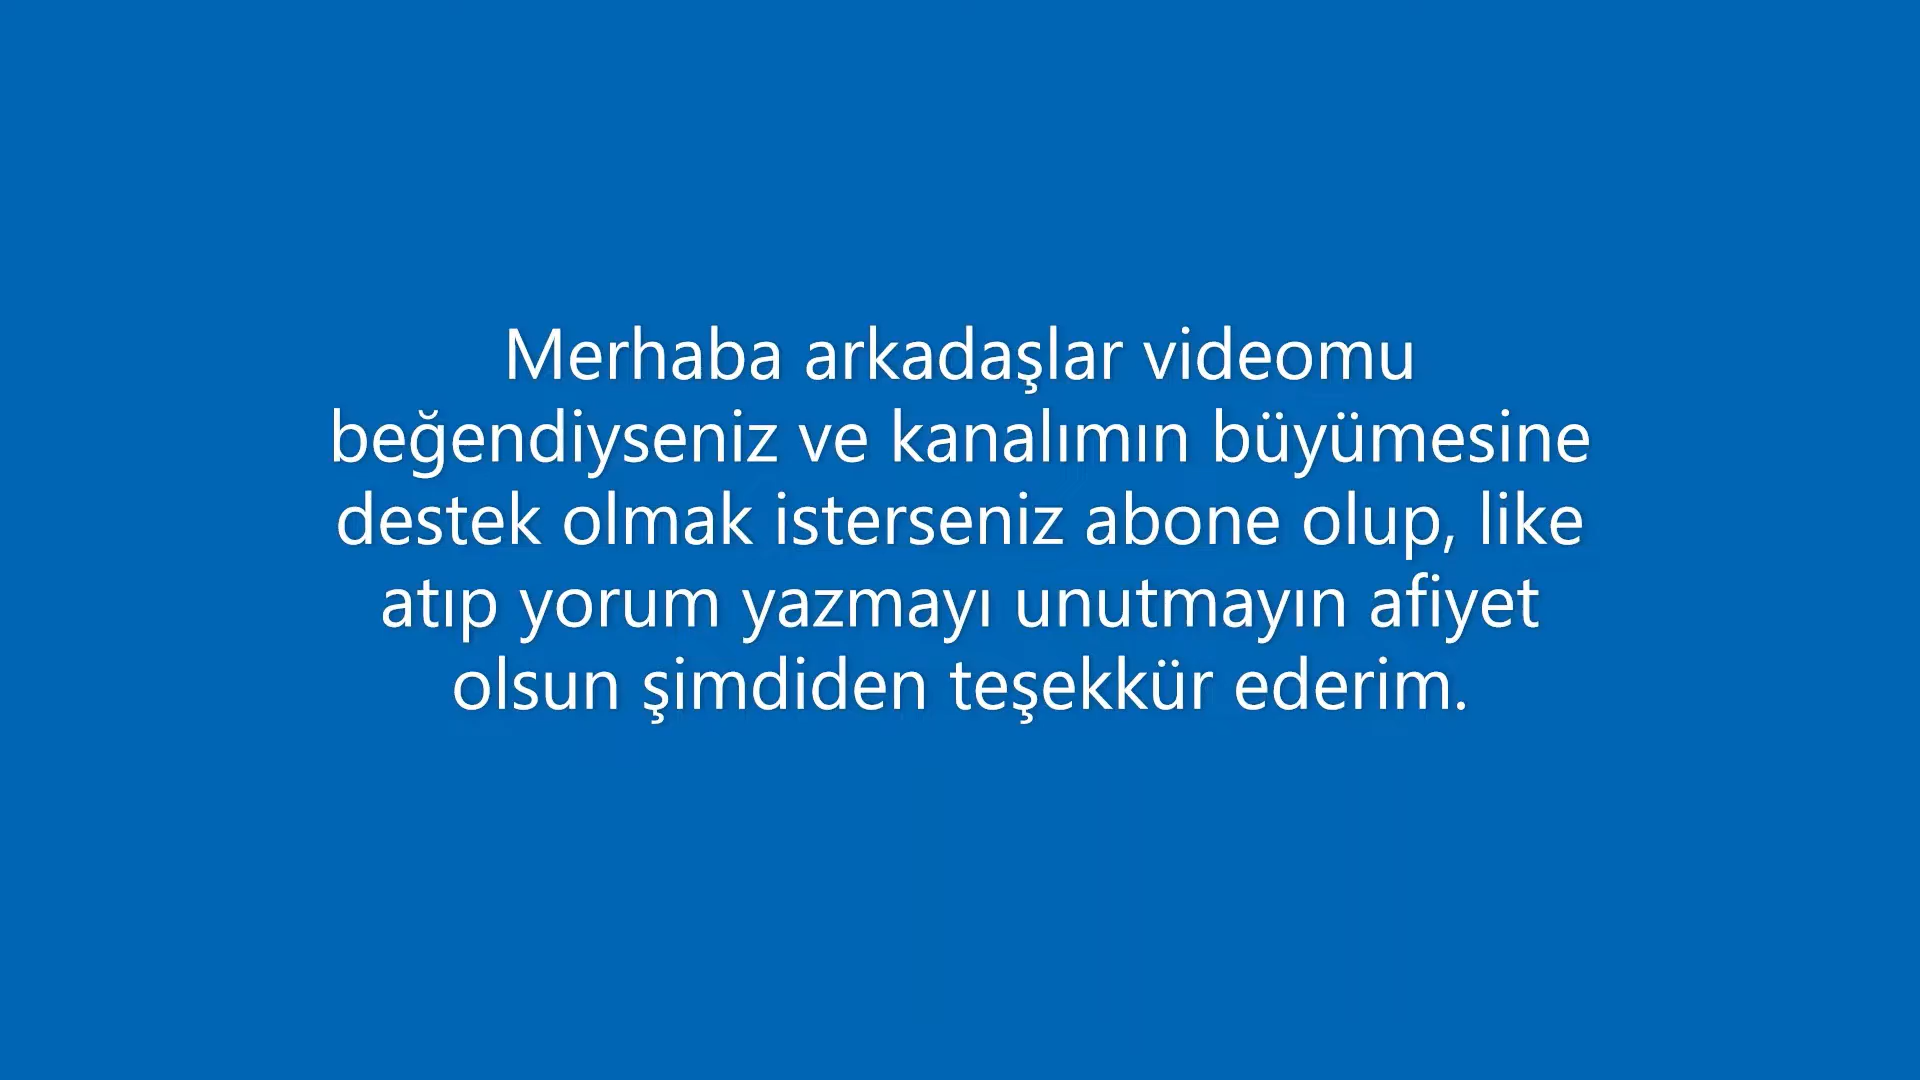 Merhaba arkadaşlar videomu
beğendiyseniz ve kanalımın büyümesine
destek olmak isterseniz abone olup, like
atıp yorum yazmayı unutmayın afiyet
olsun şimdiden teşekkür ederim.